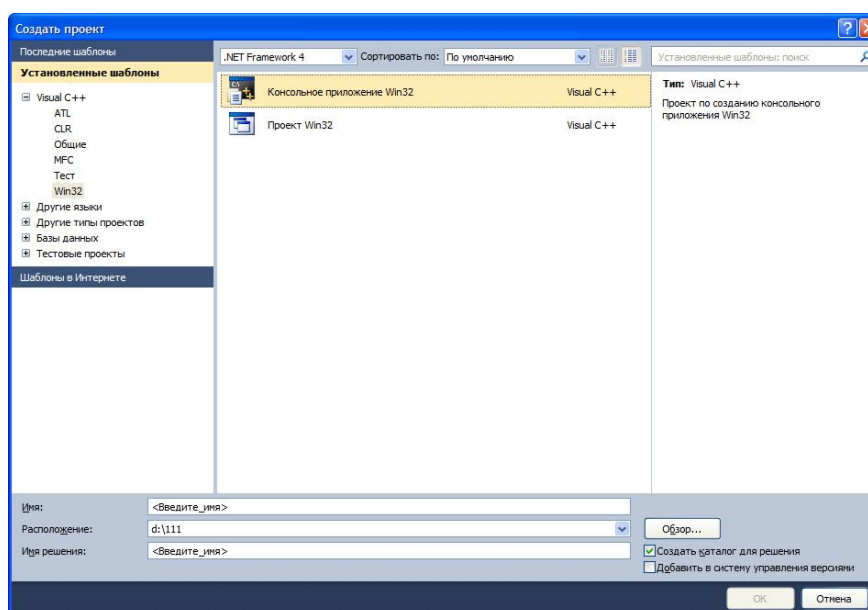 Создать проект
Последние шаблоны
Установленные шаблоны
Visual C++
ATL
CLR
Общие
MFC
Тест
Win32
Другие языки
Другие типы проектов
Базы данных
Тестовые проекты
Шаблоны в Интернете
.NET Framework 4 Сортировать по: По умолчанию
Консольное приложение Win32 Visual C++
Проект Win32 Visual C++
Установленные шаблоны: поиск
Тип: Visual C++
Проект по созданию консольного
приложения Win32
Имя: <Введите_имя>
Расположение: d:\111 Обзор...
Имя решения: <Введите_имя>
Создать каталог для решения
Добавить в систему управления версиями
OK Отмена